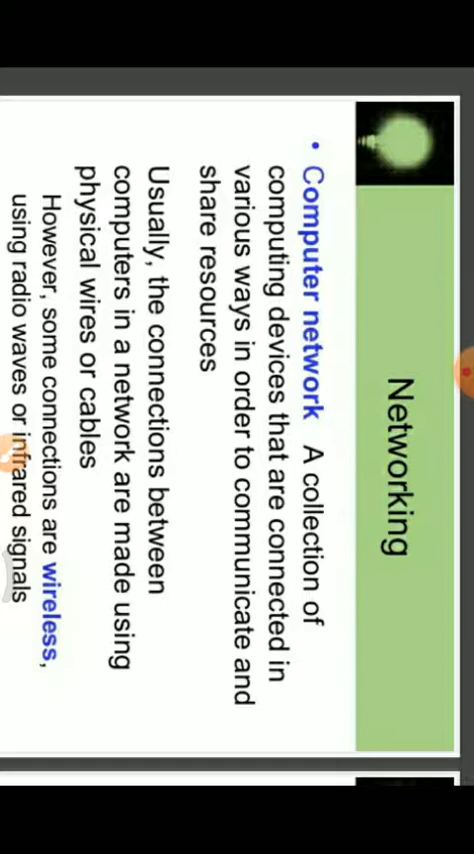 Networking
• Computer network A collection of
computing devices that are connected in
various ways in order to communicate and
share resources
Usually, the connections between
computers in a network are made using
physical wires or cables
However, some connections are wireless,
using radio waves or infrared signals